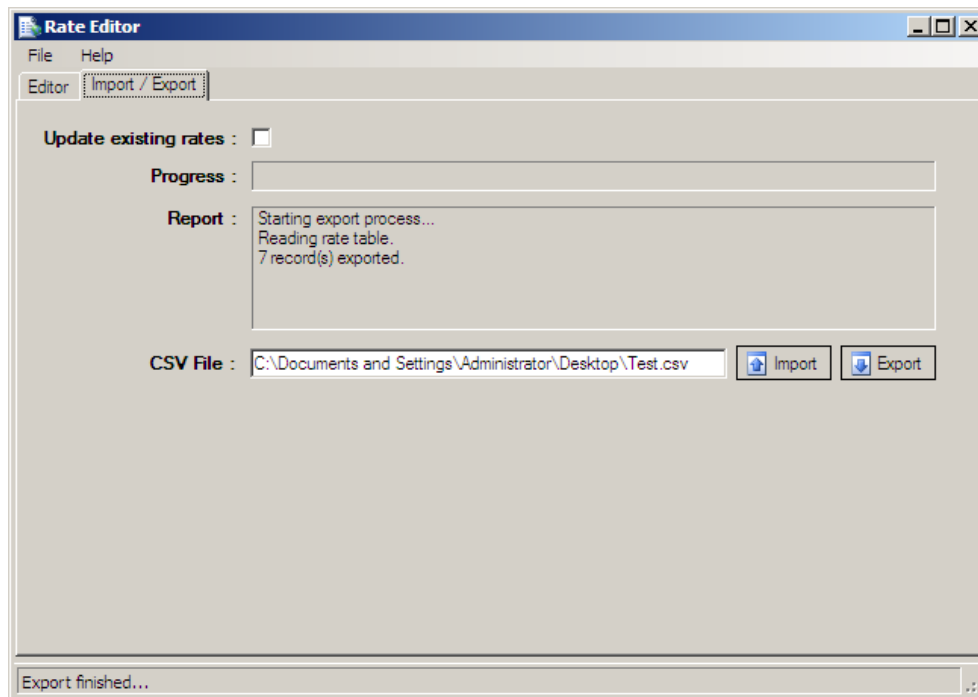 Rate Editor
File Help
Editor Import / Export
Update existing rates :
Progress :
Report : Starting export process...
Reading rate table.
7 record(s) exported.
CSV File : C:\Documents and Settings\Administrator\Desktop\Test.csv Import Export
Export finished...